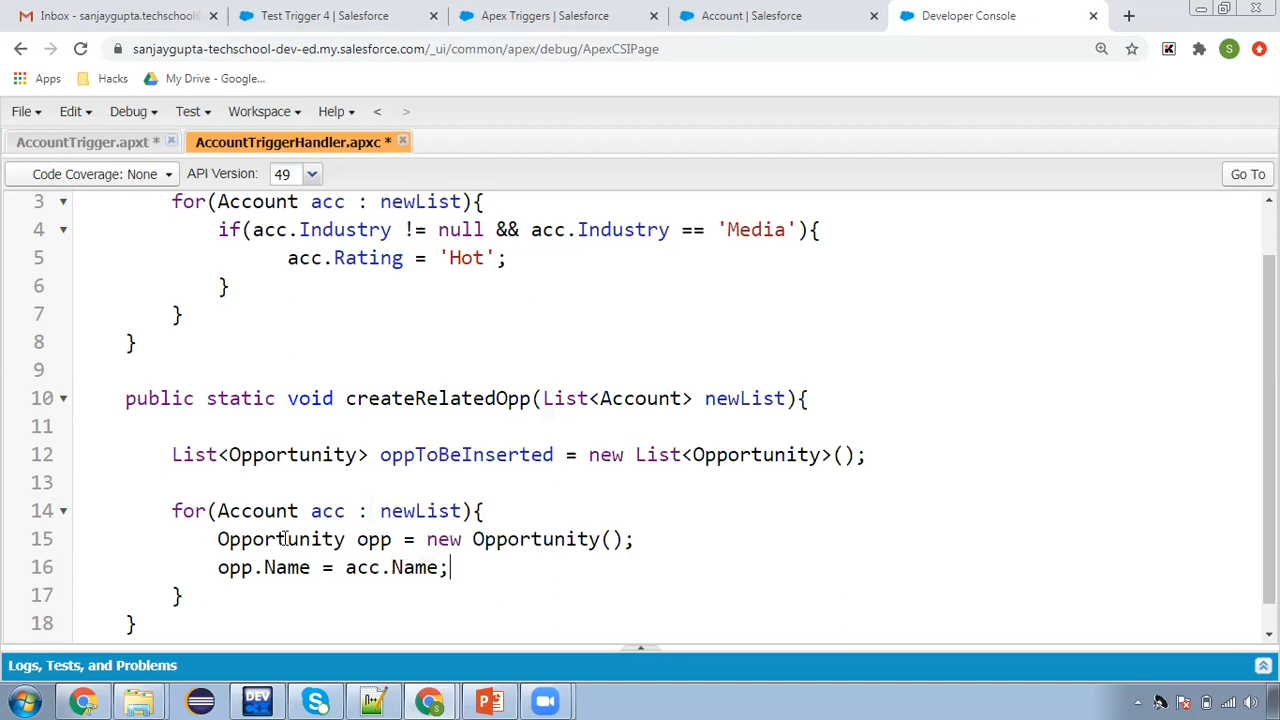 Inbox - sanjaygupta.techschool@
Test Trigger 4 | Salesforce
Apex Triggers | Salesforce
Account | Salesforce
Developer Console
sanjaygupta-techschool-dev-ed.my.salesforce.com/_ui/common/apex/debug/ApexCSIPage
S
Apps
Hacks
My Drive - Google...
File
Edit
Debug
Test
Workspace
Help
<
>
AccountTrigger.apxt *
AccountTriggerHandler.apxc *
Code Coverage: None
API Version:
49
Go To
3 for(Account acc : newList){
4 if(acc.Industry != null && acc.Industry == 'Media'){
5 acc.Rating = 'Hot';
6 }
7 }
8 }
9
10 public static void createRelatedOpp(List<Account> newList){
11
12 List<Opportunity> oppToBeInserted = new List<Opportunity>();
13
14 for(Account acc : newList){
15 Opportunity opp = new Opportunity();
16 opp.Name = acc.Name;
17 }
18 }
Logs, Tests, and Problems
DEV